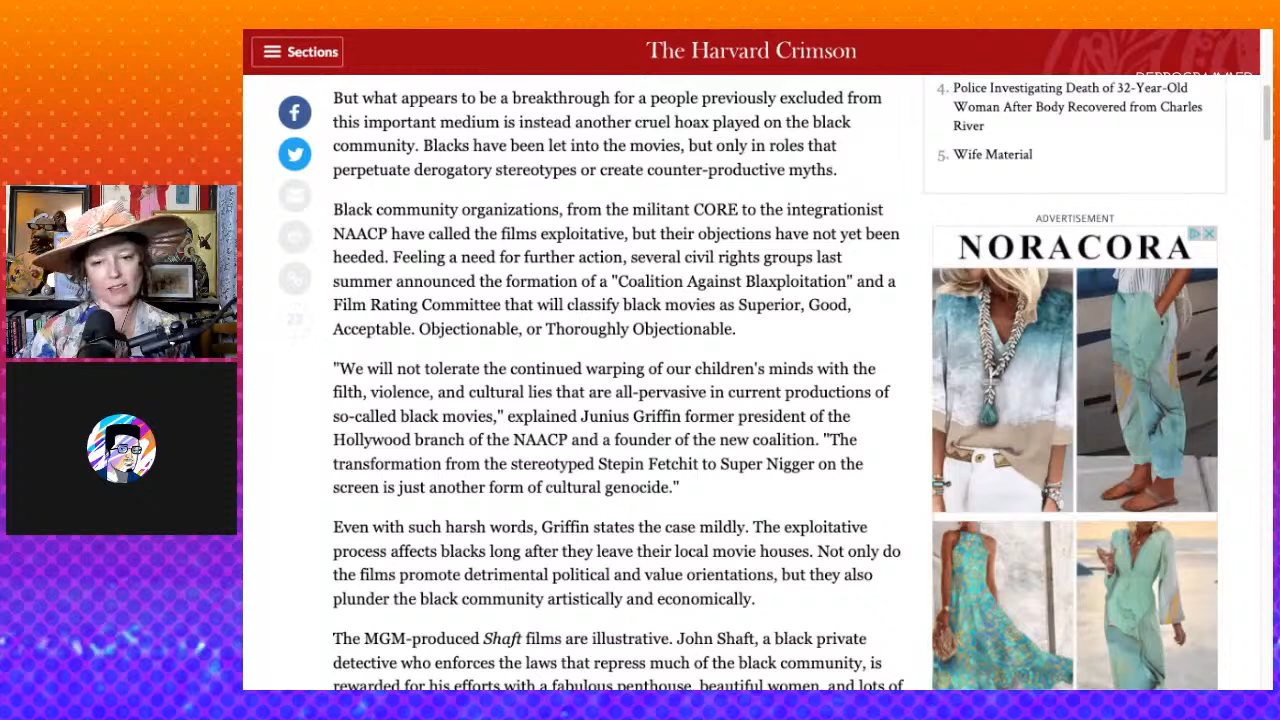 Sections
The Harvard Crimson
DEPROGRAMMED
But what appears to be a breakthrough for a people previously excluded from
this important medium is instead another cruel hoax played on the black
community. Blacks have been let into the movies, but only in roles that
perpetuate derogatory stereotypes or create counter-productive myths.
Black community organizations, from the militant CORE to the integrationist
NAACP have called the films exploitative, but their objections have not yet been
heeded. Feeling a need for further action, several civil rights groups last
summer announced the formation of a "Coalition Against Blaxploitation" and a
Film Rating Committee that will classify black movies as Superior, Good,
Acceptable. Objectionable, or Thoroughly Objectionable.
"We will not tolerate the continued warping of our children's minds with the
filth, violence, and cultural lies that are all-pervasive in current productions of
so-called black movies," explained Junius Griffin former president of the
Hollywood branch of the NAACP and a founder of the new coalition. "The
transformation from the stereotyped Stepin Fetchit to Super Nigger on the
screen is just another form of cultural genocide."
Even with such harsh words, Griffin states the case mildly. The exploitative
process affects blacks long after they leave their local movie houses. Not only do
the films promote detrimental political and value orientations, but they also
plunder the black community artistically and economically.
The MGM-produced Shaft films are illustrative. John Shaft, a black private
detective who enforces the laws that repress much of the black community, is
rewarded for his efforts with a fabulous penthouse, beautiful women, and lots of
4. Police Investigating Death of 32-Year-Old
Woman After Body Recovered from Charles
River
5. Wife Material
ADVERTISEMENT
NORACORA